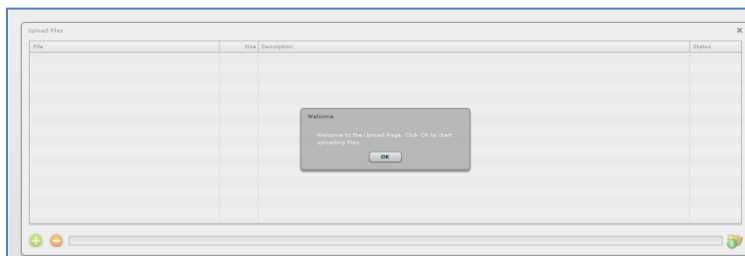 Upload Files
File Size Description Status
Welcome
Welcome to the Upload Page. Click OK to start
uploading files.
OK